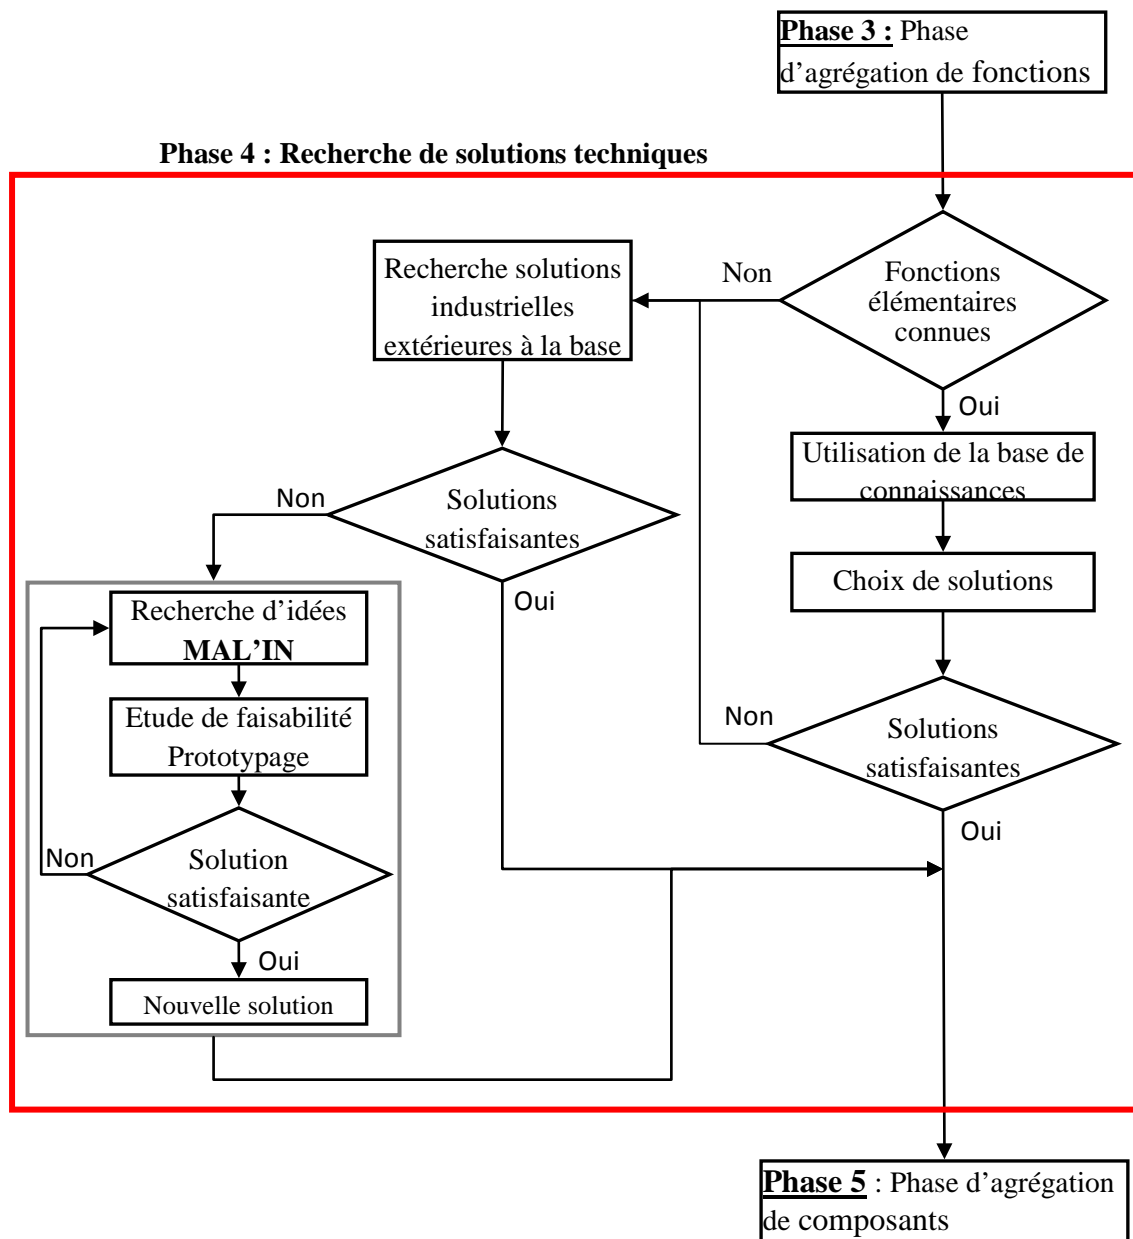 Phase 3 : Phase
d’agrégation de fonctions
Phase 4 : Recherche de solutions techniques
Recherche solutions
industrielles
extérieures à la base
Non
Fonctions
élémentaires
connues
Oui
Utilisation de la base de
connaissances
Non
Solutions
satisfaisantes
Choix de solutions
Oui
Recherche d’idées
MAL’IN
Etude de faisabilité
Prototypage
Non
Solutions
satisfaisantes
Oui
Non
Solution
satisfaisante
Oui
Nouvelle solution
Phase 5 : Phase d’agrégation
de composants